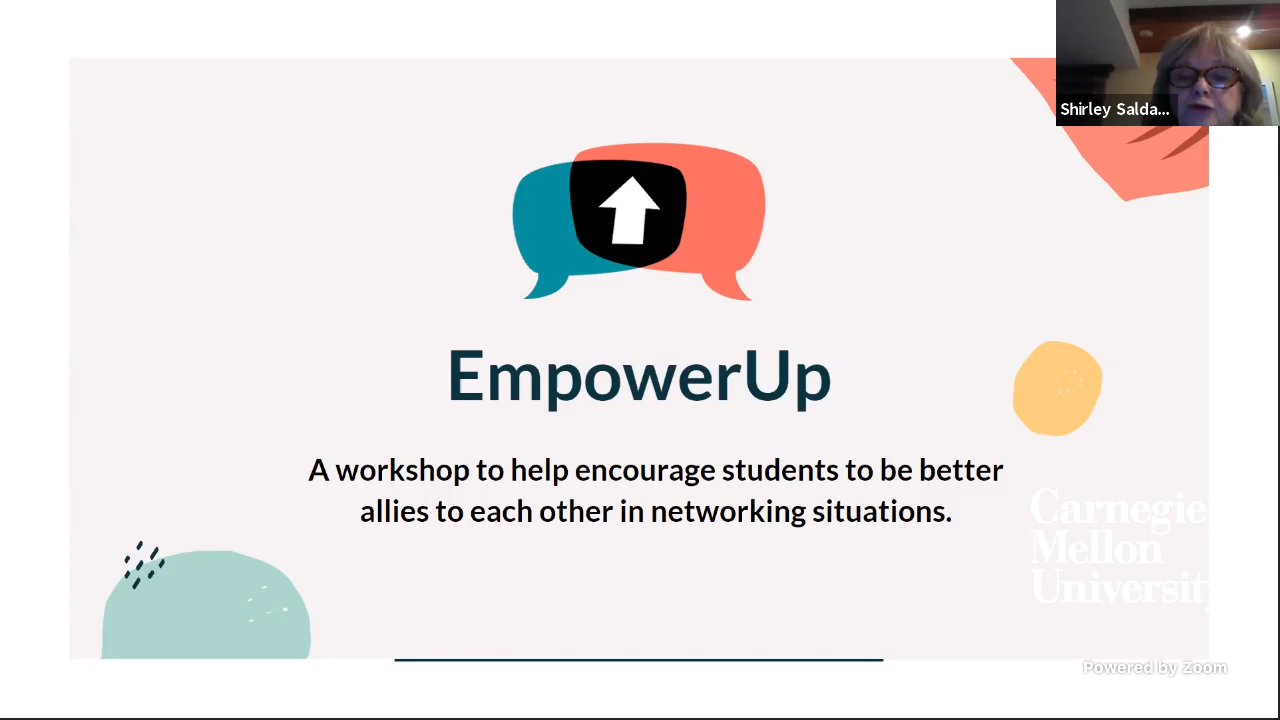 Shirley Salda...
EmpowerUp
A workshop to help encourage students to be better
allies to each other in networking situations.
Carnegie
Mellon
University
Powered by Zoom